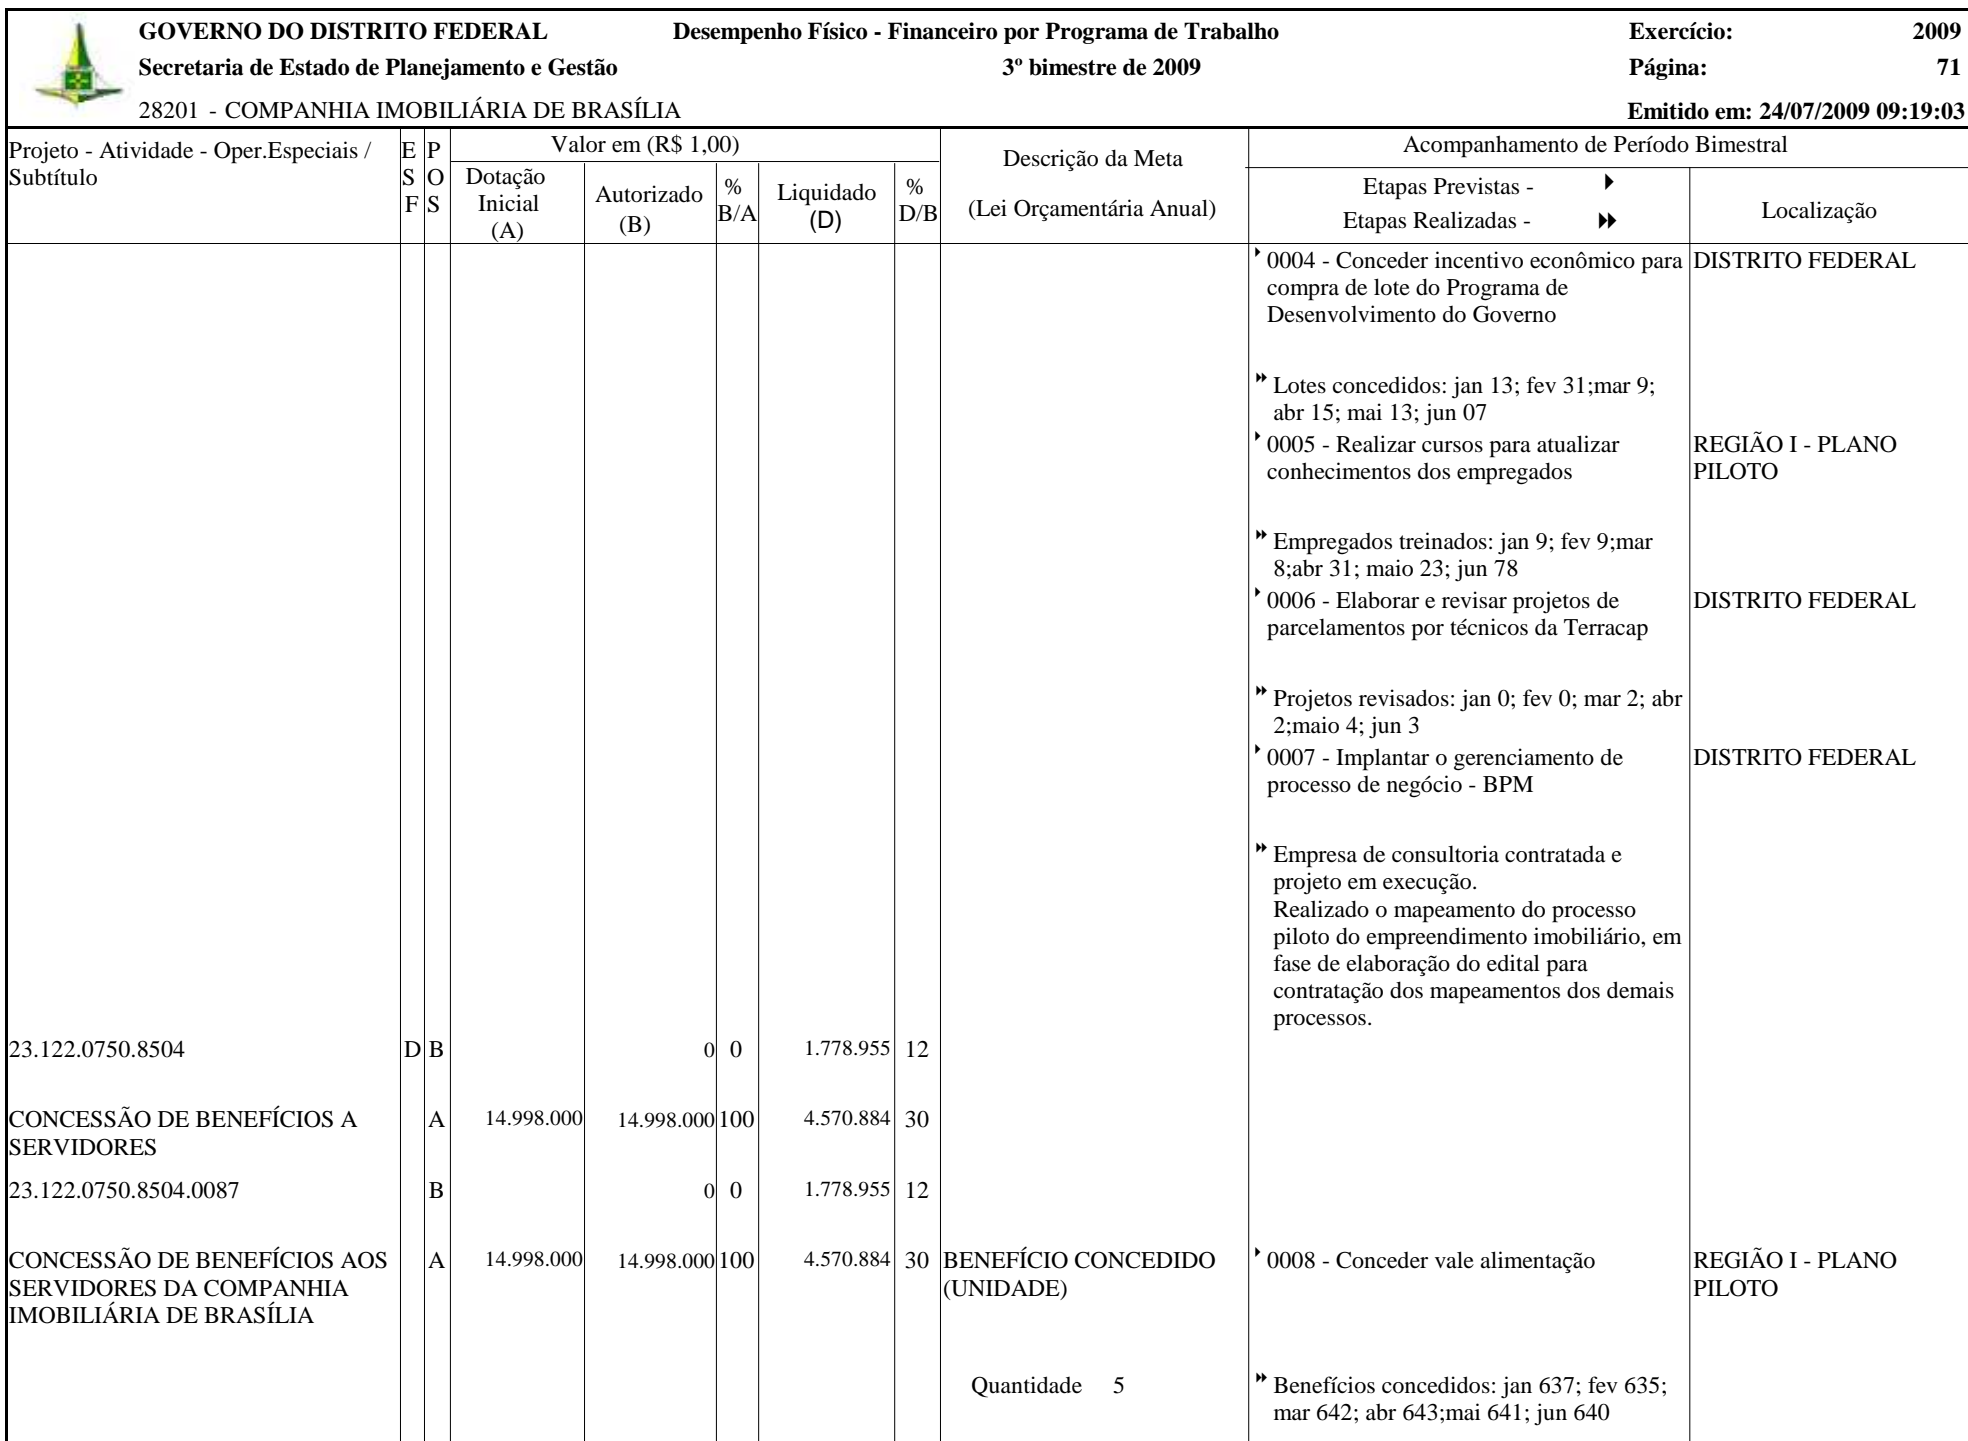 GOVERNO DO DISTRITO FEDERAL Desempenho Físico - Financeiro por Programa de Trabalho Exercício: 2009
Secretaria de Estado de Planejamento e Gestão 3º bimestre de 2009 Página: 71
28201 - COMPANHIA IMOBILIÁRIA DE BRASÍLIA Emitido em: 24/07/2009 09:19:03
Projeto - Atividade - Oper.Especiais /
Subtítulo
E
S
F
P
O
S
Valor em (R$ 1,00)
Dotação
Inicial
(A)
Autorizado
(B)
%
B/A
Liquidado
(D)
%
D/B
Descrição da Meta
(Lei Orçamentária Anual)
Acompanhamento de Período Bimestral
Etapas Previstas -
Etapas Realizadas -
Localização
0004 - Conceder incentivo econômico para DISTRITO FEDERAL
compra de lote do Programa de
Desenvolvimento do Governo
Lotes concedidos: jan 13; fev 31;mar 9;
abr 15; mai 13; jun 07
0005 - Realizar cursos para atualizar REGIÃO I - PLANO
conhecimentos dos empregados PILOTO
Empregados treinados: jan 9; fev 9;mar
8;abr 31; maio 23; jun 78
0006 - Elaborar e revisar projetos de DISTRITO FEDERAL
parcelamentos por técnicos da Terracap
Projetos revisados: jan 0; fev 0; mar 2; abr
2;maio 4; jun 3
0007 - Implantar o gerenciamento de DISTRITO FEDERAL
processo de negócio - BPM
Empresa de consultoria contratada e
projeto em execução.
Realizado o mapeamento do processo
piloto do empreendimento imobiliário, em
fase de elaboração do edital para
contratação dos mapeamentos dos demais
processos.
23.122.0750.8504 D B 0 0 1.778.955 12
CONCESSÃO DE BENEFÍCIOS A A 14.998.000 14.998.000 100 4.570.884 30
SERVIDORES
23.122.0750.8504.0087 B 0 0 1.778.955 12
CONCESSÃO DE BENEFÍCIOS AOS A 14.998.000 14.998.000 100 4.570.884 30 BENEFÍCIO CONCEDIDO 0008 - Conceder vale alimentação REGIÃO I - PLANO
SERVIDORES DA COMPANHIA (UNIDADE) PILOTO
IMOBILIÁRIA DE BRASÍLIA
Quantidade 5 Benefícios concedidos: jan 637; fev 635;
mar 642; abr 643;mai 641; jun 640